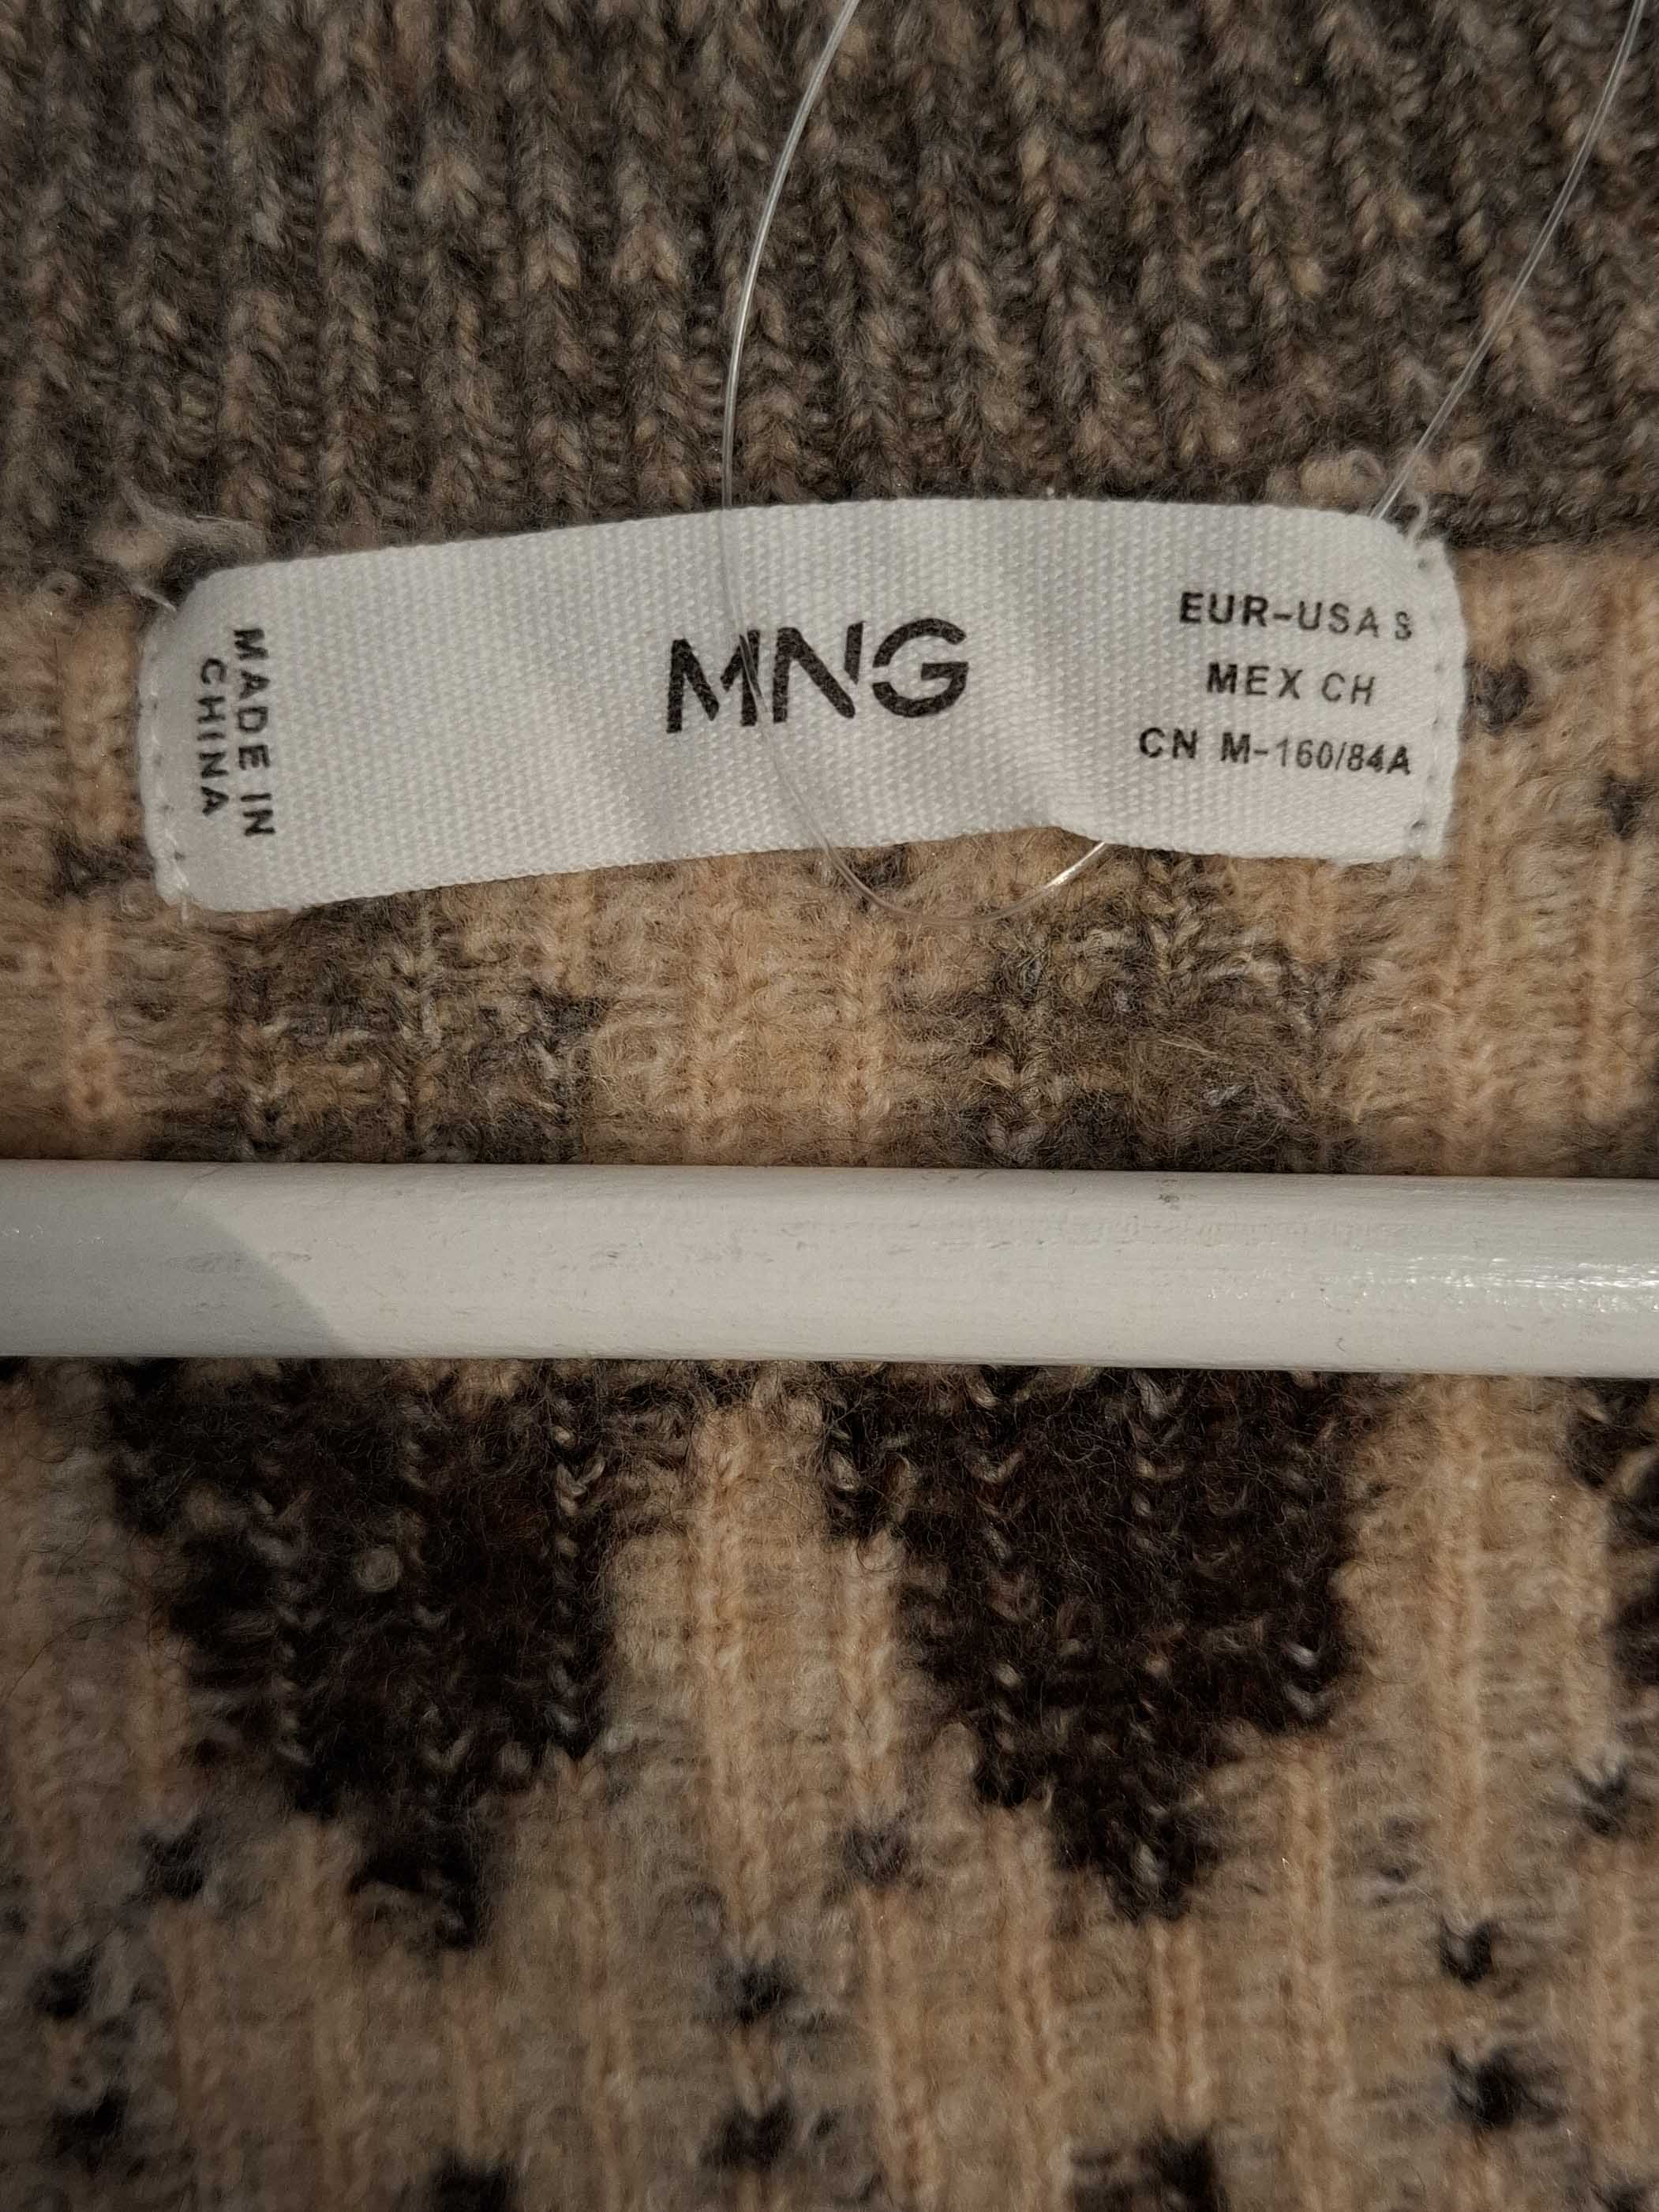 MADE IN
CHINA
MNG
EUR-USA S
MEX CH
CN M-160/84A